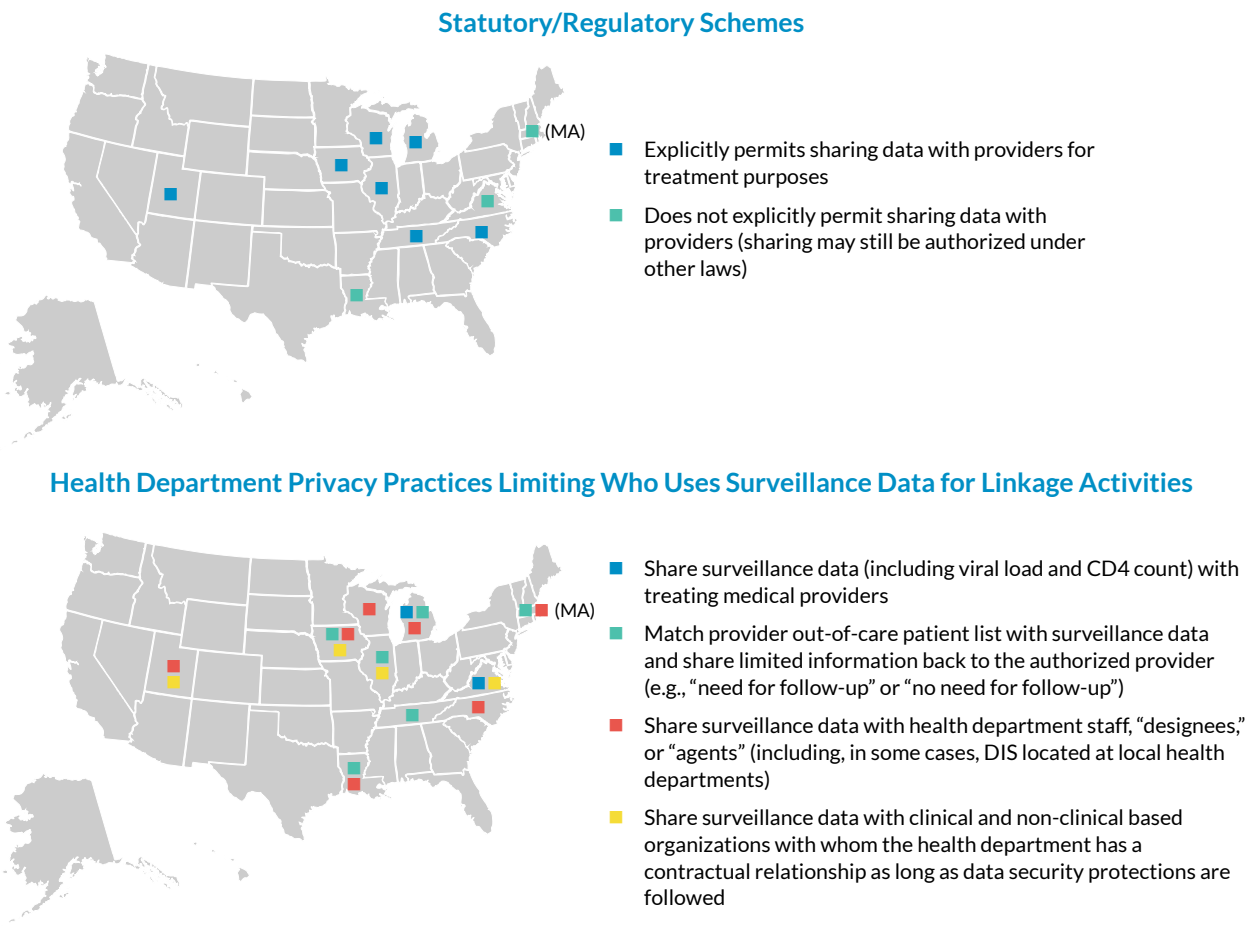 Statutory/Regulatory Schemes
(MA)
Explicitly permits sharing data with providers for
treatment purposes
Does not explicitly permit sharing data with
providers (sharing may still be authorized under
other laws)
Health Department Privacy Practices Limiting Who Uses Surveillance Data for Linkage Activities
(MA)
Share surveillance data (including viral load and CD4 count) with
treating medical providers
Match provider out-of-care patient list with surveillance data
and share limited information back to the authorized provider
(e.g., “need for follow-up” or “no need for follow-up”)
Share surveillance data with health department staff, “designees,”
or “agents” (including, in some cases, DIS located at local health
departments)
Share surveillance data with clinical and non-clinical based
organizations with whom the health department has a
contractual relationship as long as data security protections are
followed